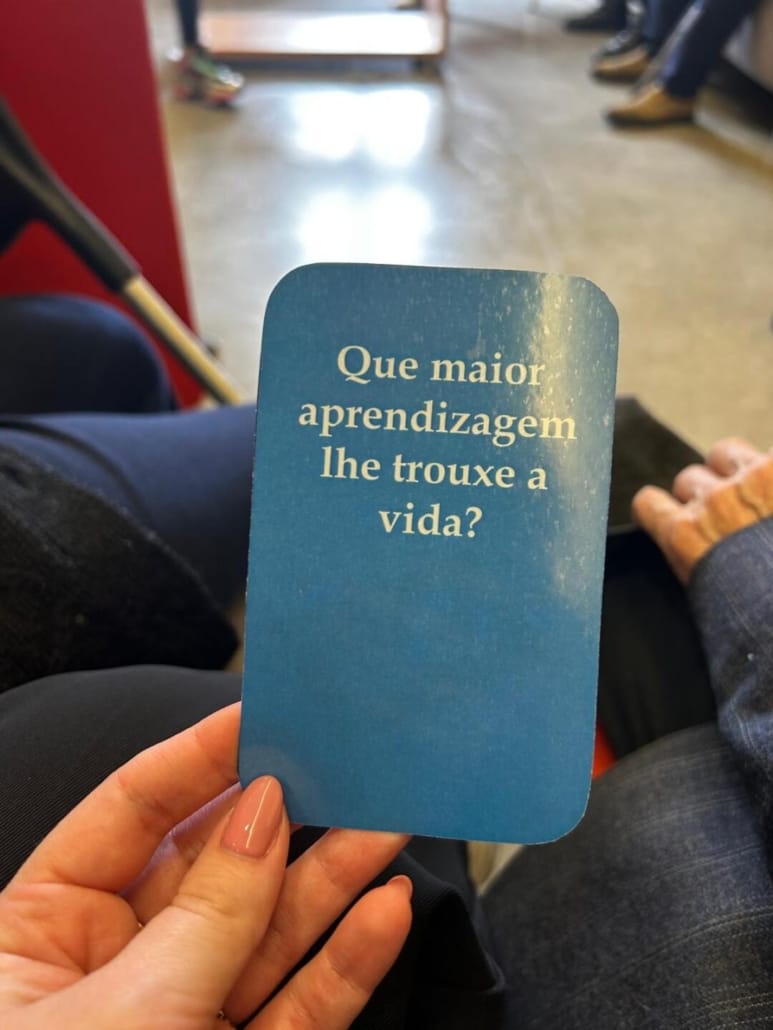 Que maior
aprendizagem
lhe trouxe a
vida?